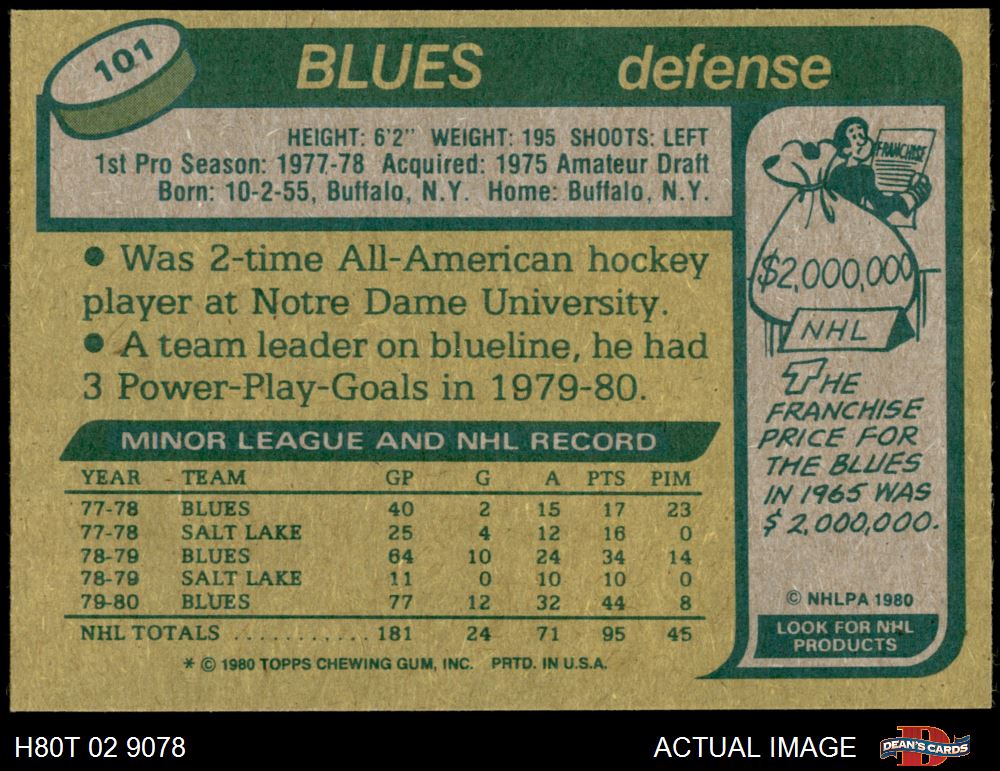 101
BLUES defense
HEIGHT: 6'2" WEIGHT: 195 SHOOTS: LEFT
1st Pro Season: 1977-78 Acquired: 1975 Amateur Draft
Born: 10-2-55, Buffalo, N.Y. Home: Buffalo, N.Y.
● Was 2-time All-American hockey
player at Notre Dame University.
● A team leader on blueline, he had
3 Power-Play-Goals in 1979-80.
MINOR LEAGUE AND NHL RECORD
YEAR - TEAM GP G A PTS PIM
77-78 BLUES 40 2 15 17 23
77-78 SALT LAKE 25 4 12 16 0
78-79 BLUES 64 10 24 34 14
78-79 SALT LAKE 11 0 10 10 0
79-80 BLUES 77 12 32 44 8
NHL TOTALS ........... 181 24 71 95 45
* © 1980 TOPPS CHEWING GUM, INC. PRTD. IN U.S.A.
FRANCHISE
$2,000,000
NHL
THE
FRANCHISE
PRICE FOR
THE BLUES
IN 1965 WAS
$2,000,000.
© NHLPA 1980
LOOK FOR NHL
PRODUCTS
H80T 02 9078
ACTUAL IMAGE
DEAN'S CARDS